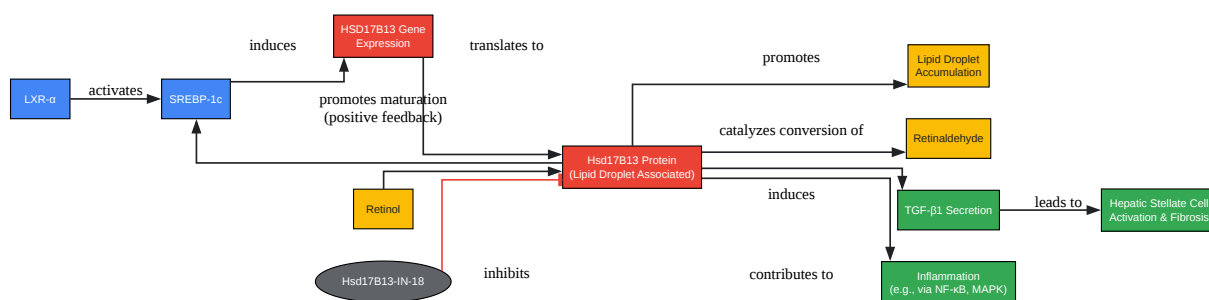 HSD17B13 Gene
Expression
induces
translates to
promotes
Lipid Droplet
Accumulation
LXR-α
activates
SREBP-1c
promotes maturation
(positive feedback)
catalyzes conversion of
Retinaldehyde
Hsd17B13 Protein
(Lipid Droplet Associated)
Retinol
induces
TGF-β1 Secretion
leads to
Hepatic Stellate Cell
Activation & Fibrosis
Hsd17B13-IN-18
inhibits
contributes to
Inflammation
(e.g., via NF-κB, MAPK)